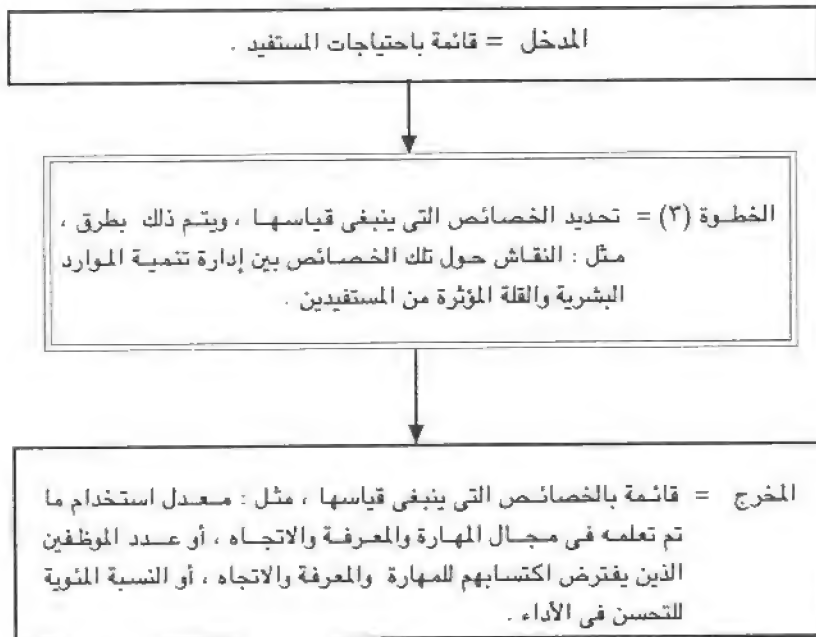 المدخل = قائمة باحتياجات المستفيد .
الخطوة (٣) = تحديد الخصائص التى ينبغى قياسها ، ويتم ذلك بطرق ،
مثل : النقاش حول تلك الخصائص بين إدارة تنمية الموارد
البشرية والقلة المؤثرة من المستفيدين .
المخرج = قائمة بالخصائص التى ينبغى قياسها ، مثل : معدل استخدام ما
تم تعلمه فى مجال المهارة والمعرفة والاتجاه ، أو عدد الموظفين
الذين يفترض اكتسابهم للمهارة والمعرفة والاتجاه ، أو النسبة المئوية
للتحسن فى الأداء .